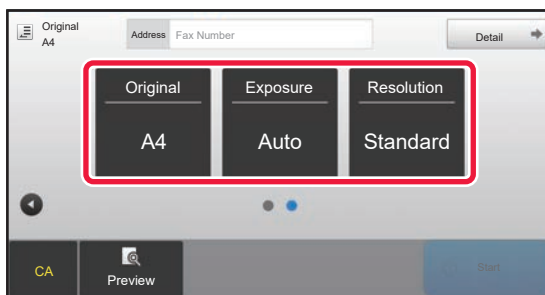 Original
A4
Address
Fax Number
Detail
Original
Exposure
Resolution
A4
Auto
Standard
CA
Preview
Start